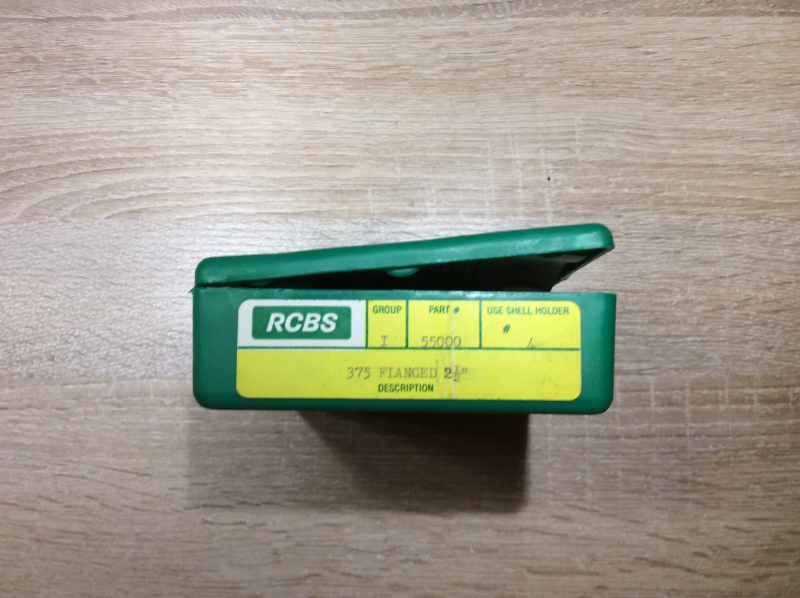 RCBS GROUP PART # USE SHELL HOLDER
#
I 55000 4
375 FLANGED 2½"
DESCRIPTION